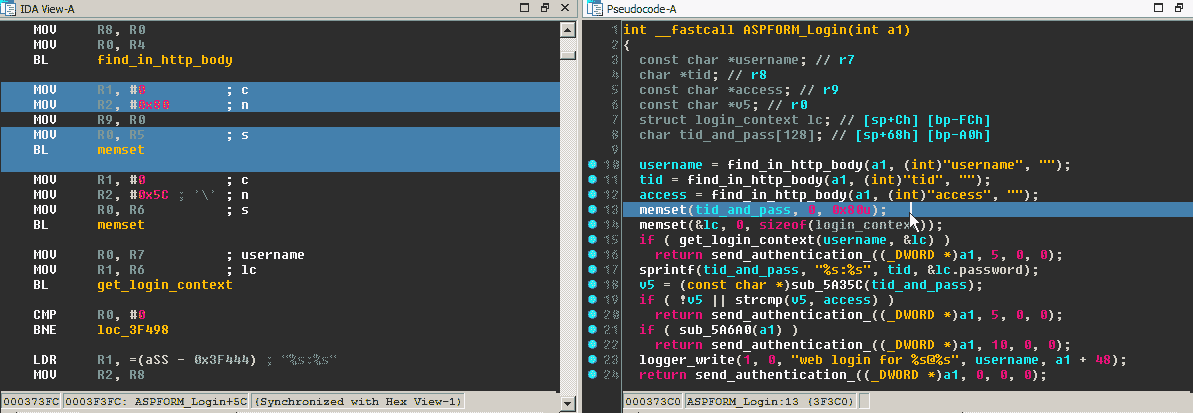 IDA View-A
MOV R8, R0
MOV R0, R4
BL find_in_http_body
MOV R1, #0 ; c
MOV R2, #0x80 ; n
MOV R9, R0
MOV R0, R5 ; s
BL memset
MOV R1, #0 ; c
MOV R2, #0x5C ; '\' ; n
MOV R0, R6 ; s
BL memset
MOV R0, R7 ; username
MOV R1, R6 ; lc
BL get_login_context
CMP R0, #0
BNE loc_3F498
LDR R1, =(aSS - 0x3F444) ; "%s:%s"
MOV R2, R8
000373FC 0003F3FC: ASPFORM_Login+5C (Synchronized with Hex View-1)
Pseudocode-A
1 int __fastcall ASPFORM_Login(int a1)
2 {
3 const char *username; // r7
4 char *tid; // r8
5 const char *access; // r9
6 const char *v5; // r0
7 struct login_context lc; // [sp+Ch] [bp-FCh]
8 char tid_and_pass[128]; // [sp+68h] [bp-A0h]
9
10 username = find_in_http_body(a1, (int)"username", "");
11 tid = find_in_http_body(a1, (int)"tid", "");
12 access = find_in_http_body(a1, (int)"access", "");
13 memset(tid_and_pass, 0, 0x80u);
14 memset(&lc, 0, sizeof(login_context));
15 if ( get_login_context(username, &lc) )
16 return send_authentication_((_DWORD *)a1, 5, 0, 0);
17 sprintf(tid_and_pass, "%s:%s", tid, &lc.password);
18 v5 = (const char *)sub_5A35C(tid_and_pass);
19 if ( !v5 || strcmp(v5, access) )
20 return send_authentication_((_DWORD *)a1, 5, 0, 0);
21 if ( sub_5A6A0(a1) )
22 return send_authentication_((_DWORD *)a1, 10, 0, 0);
23 logger_write(1, 0, "web login for %s@%s", username, a1 + 48);
24 return send_authentication_((_DWORD *)a1, 0, 0, 0);
000373C0 ASPFORM_Login:13 (3F3C0)